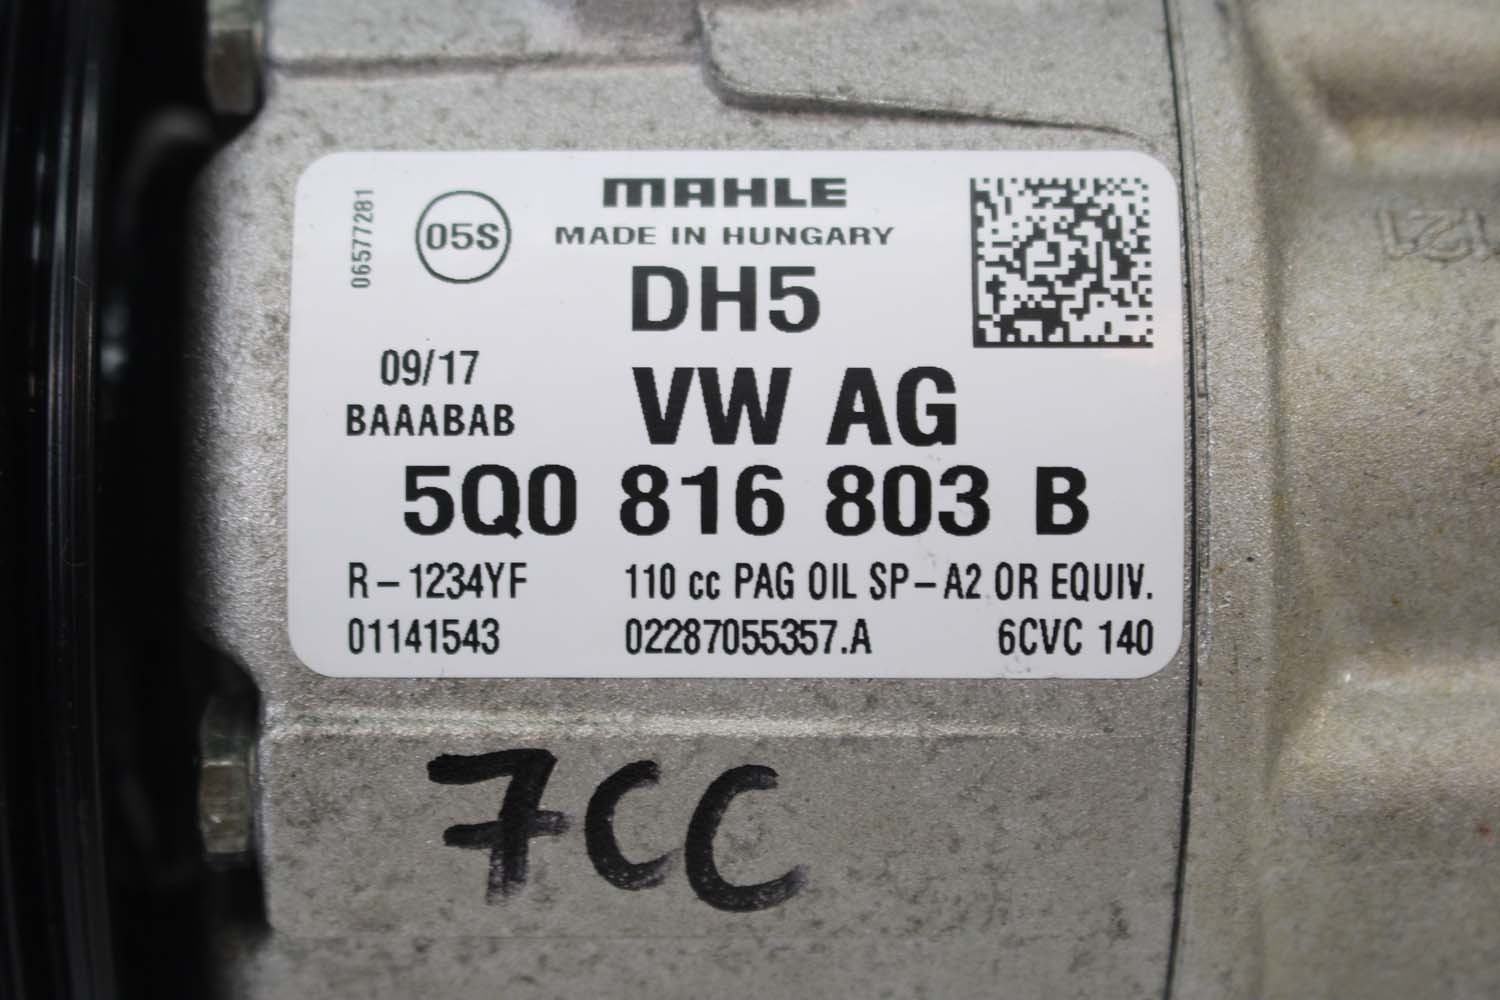 06577281
05S
MAHLE
MADE IN HUNGARY
DH5
09/17
BAAABAB
VW AG
5Q0 816 803 B
R-1234YF 110 cc PAG OIL SP-A2 OR EQUIV.
01141543 02287055357.A 6CVC 140
7CC